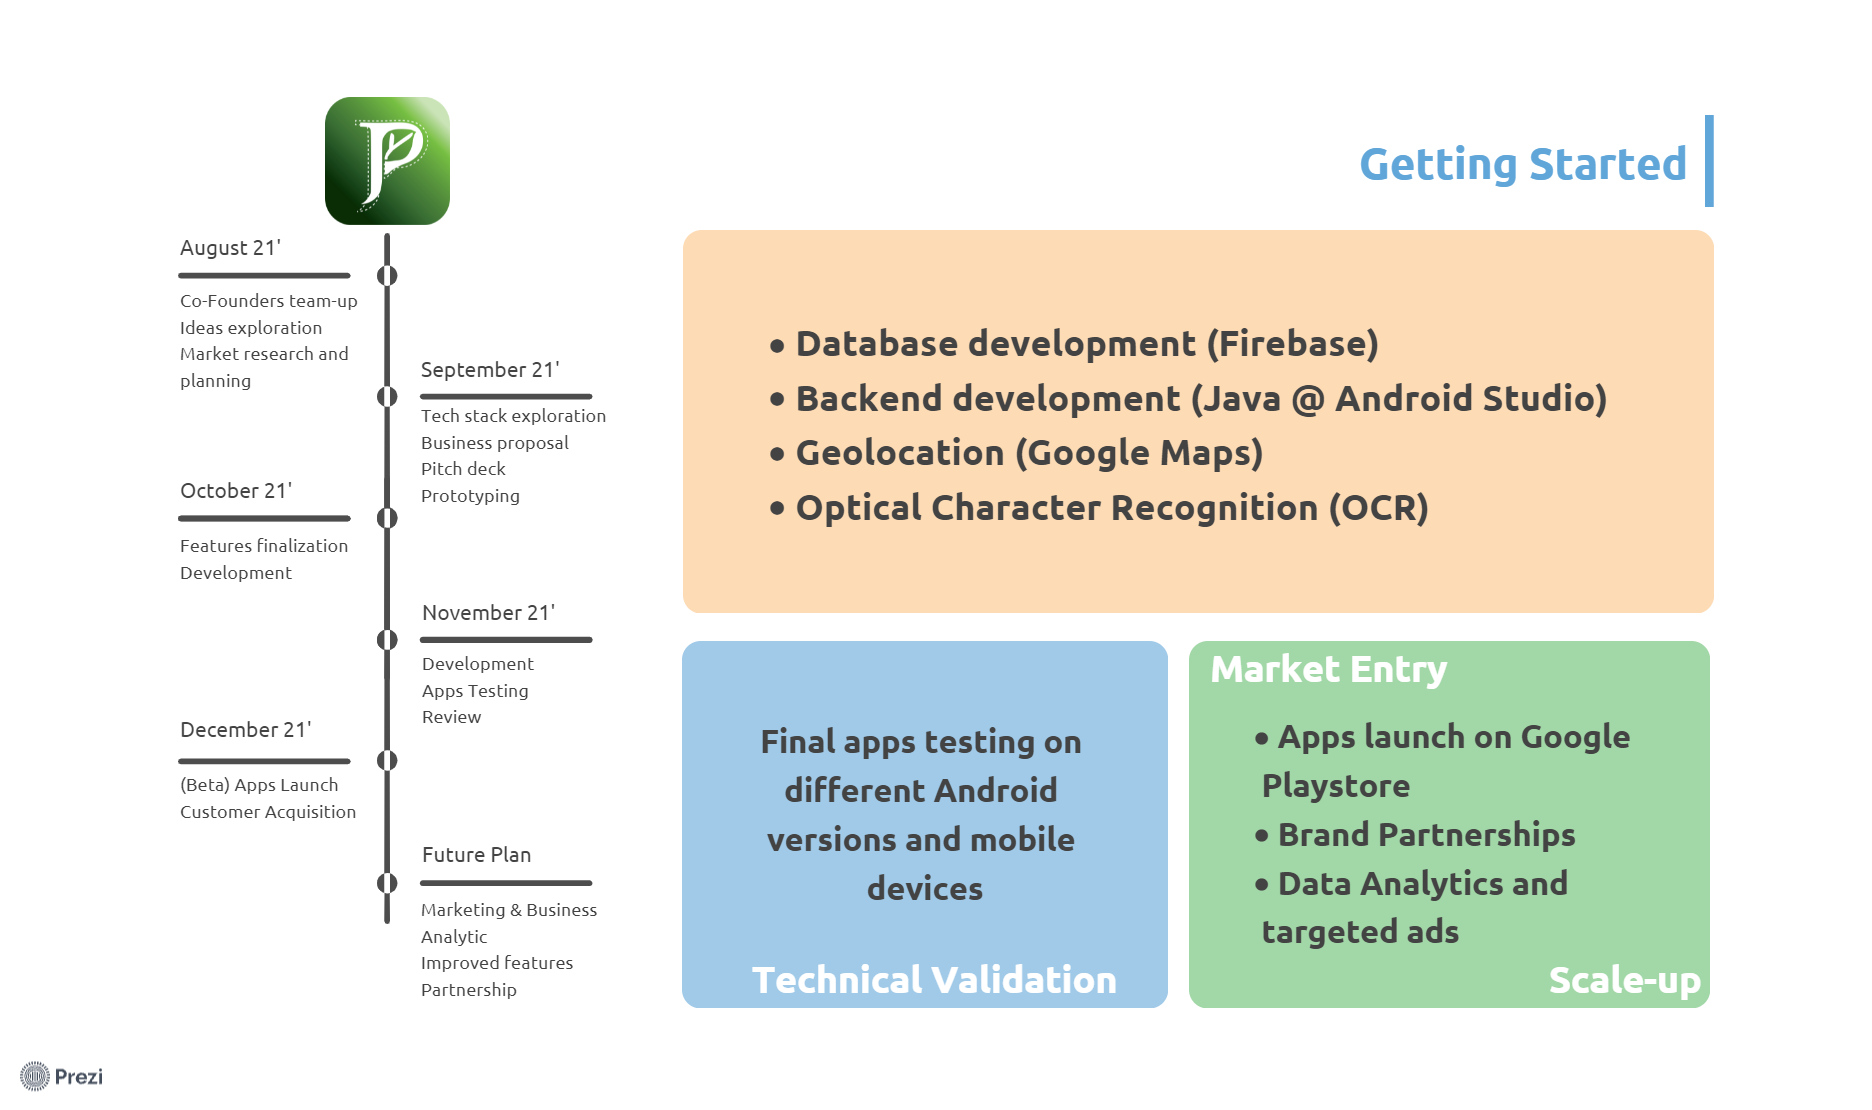 P
August 21'
Co-Founders team-up
Ideas exploration
Market research and
planning
September 21'
Tech stack exploration
Business proposal
Pitch deck
Prototyping
October 21'
Features finalization
Development
November 21'
Development
Apps Testing
Review
December 21'
(Beta) Apps Launch
Customer Acquisition
Future Plan
Marketing & Business
Analytic
Improved features
Partnership
Getting Started
• Database development (Firebase)
• Backend development (Java @ Android Studio)
• Geolocation (Google Maps)
• Optical Character Recognition (OCR)
Final apps testing on
different Android
versions and mobile
devices
Technical Validation
Market Entry
• Apps launch on Google
Playstore
• Brand Partnerships
• Data Analytics and
targeted ads
Scale-up
Prezi